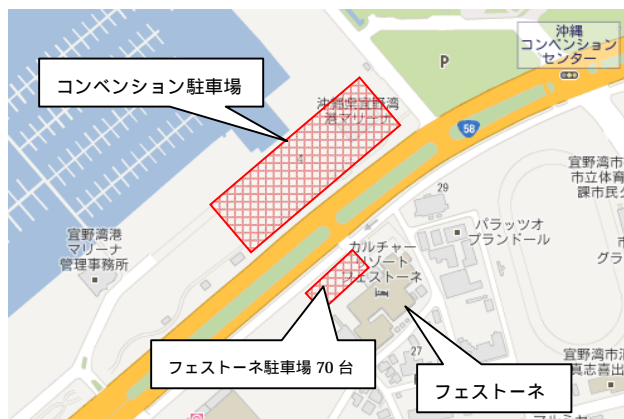 沖縄
コンベンション
センター
P
コンベンション駐車場
沖縄県宜野湾
港マリーナ
58
宜野湾市
市立体育
課市民グ
29
パラッツオ
ブランドール
宜野湾港
マリーナ
管理事務所
カルチャー
リゾート
フェストーネ
グラ
フェストーネ駐車場 70 台
27
フェストーネ
宜野湾市消
真志喜出